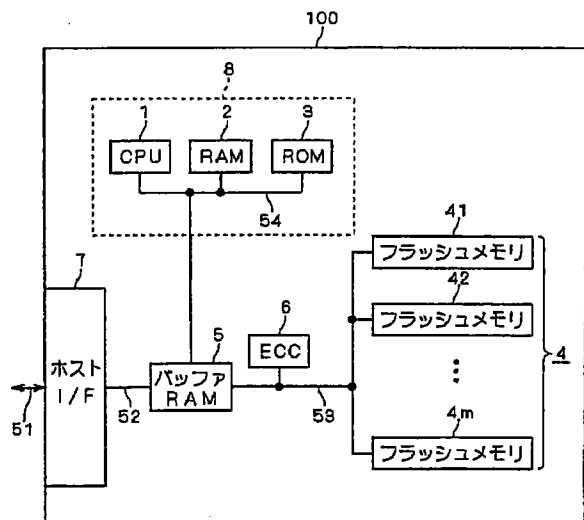 100
8
1
2
3
CPU
RAM
ROM
54
7
ホスト
I/F
51
52
5
バッファ
RAM
6
ECC
53
41
フラッシュメモリ
42
フラッシュメモリ
4m
フラッシュメモリ
4